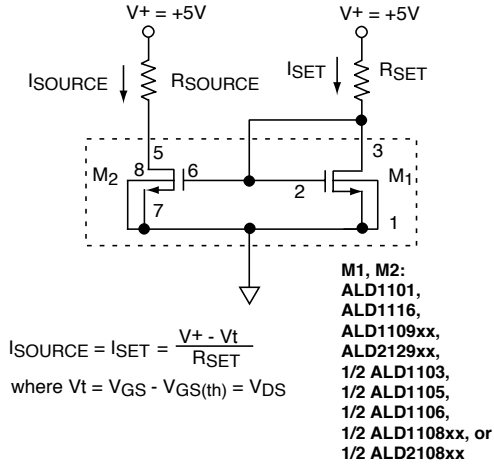 V+ = +5V
V+ = +5V
ISOURCE
RSOURCE
ISET
RSET
5
3
M2
8
6
2
M1
7
1
M1, M2:
ALD1101,
ALD1116,
ALD1109xx,
ALD2129xx,
1/2 ALD1103,
1/2 ALD1105,
1/2 ALD1106,
1/2 ALD1108xx, or
1/2 ALD2108xx
ISOURCE = ISET = V+ - Vt / RSET
where Vt = VGS - VGS(th) = VDS